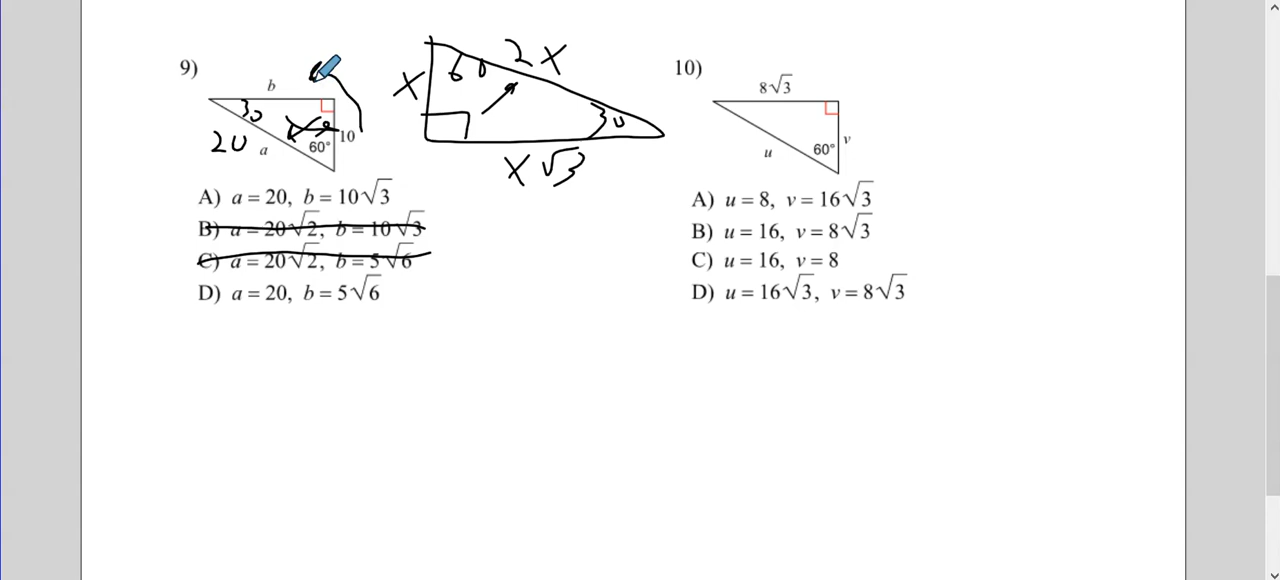 9)
b
30
10
60°
a
20
A) a = 20, b = 10√3
B) a = 20√2, b = 10√3
C) a = 20√2, b = 5√6
D) a = 20, b = 5√6
60
2x
x
30
x√3
10)
8√3
v
60°
u
A) u = 8, v = 16√3
B) u = 16, v = 8√3
C) u = 16, v = 8
D) u = 16√3, v = 8√3